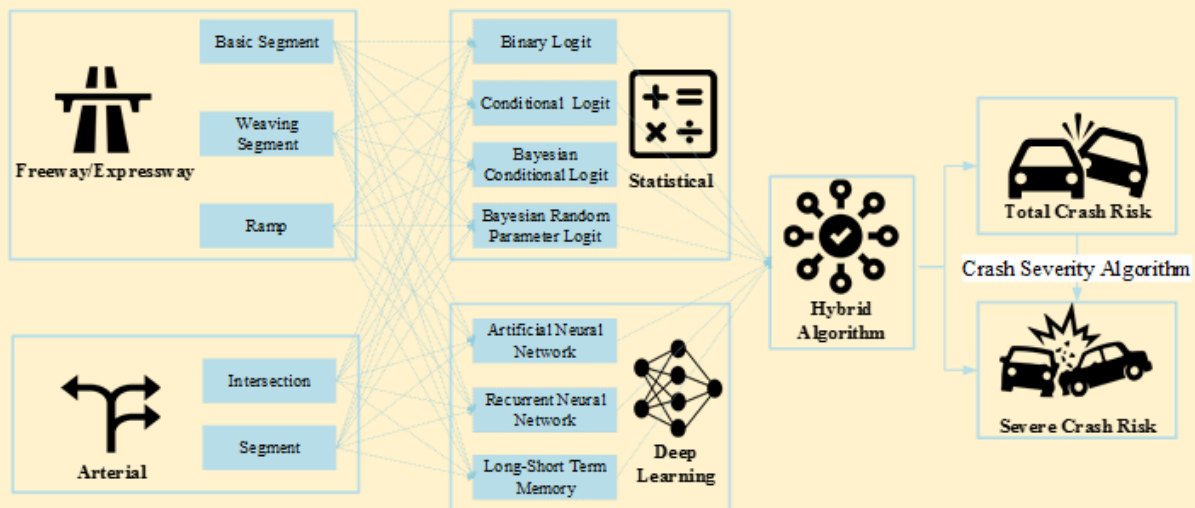 Basic Segment
Weaving
Segment
Ramp
Freeway/Expressway
Intersection
Segment
Arterial
Binary Logit
Conditional Logit
Bayesian
Conditional Logit
Bayesian Random
Parameter Logit
Statistical
Artificial Neural
Network
Recurrent Neural
Network
Long-Short Term
Memory
Deep
Learning
Hybrid
Algorithm
Total Crash Risk
Crash Severity Algorithm
Severe Crash Risk